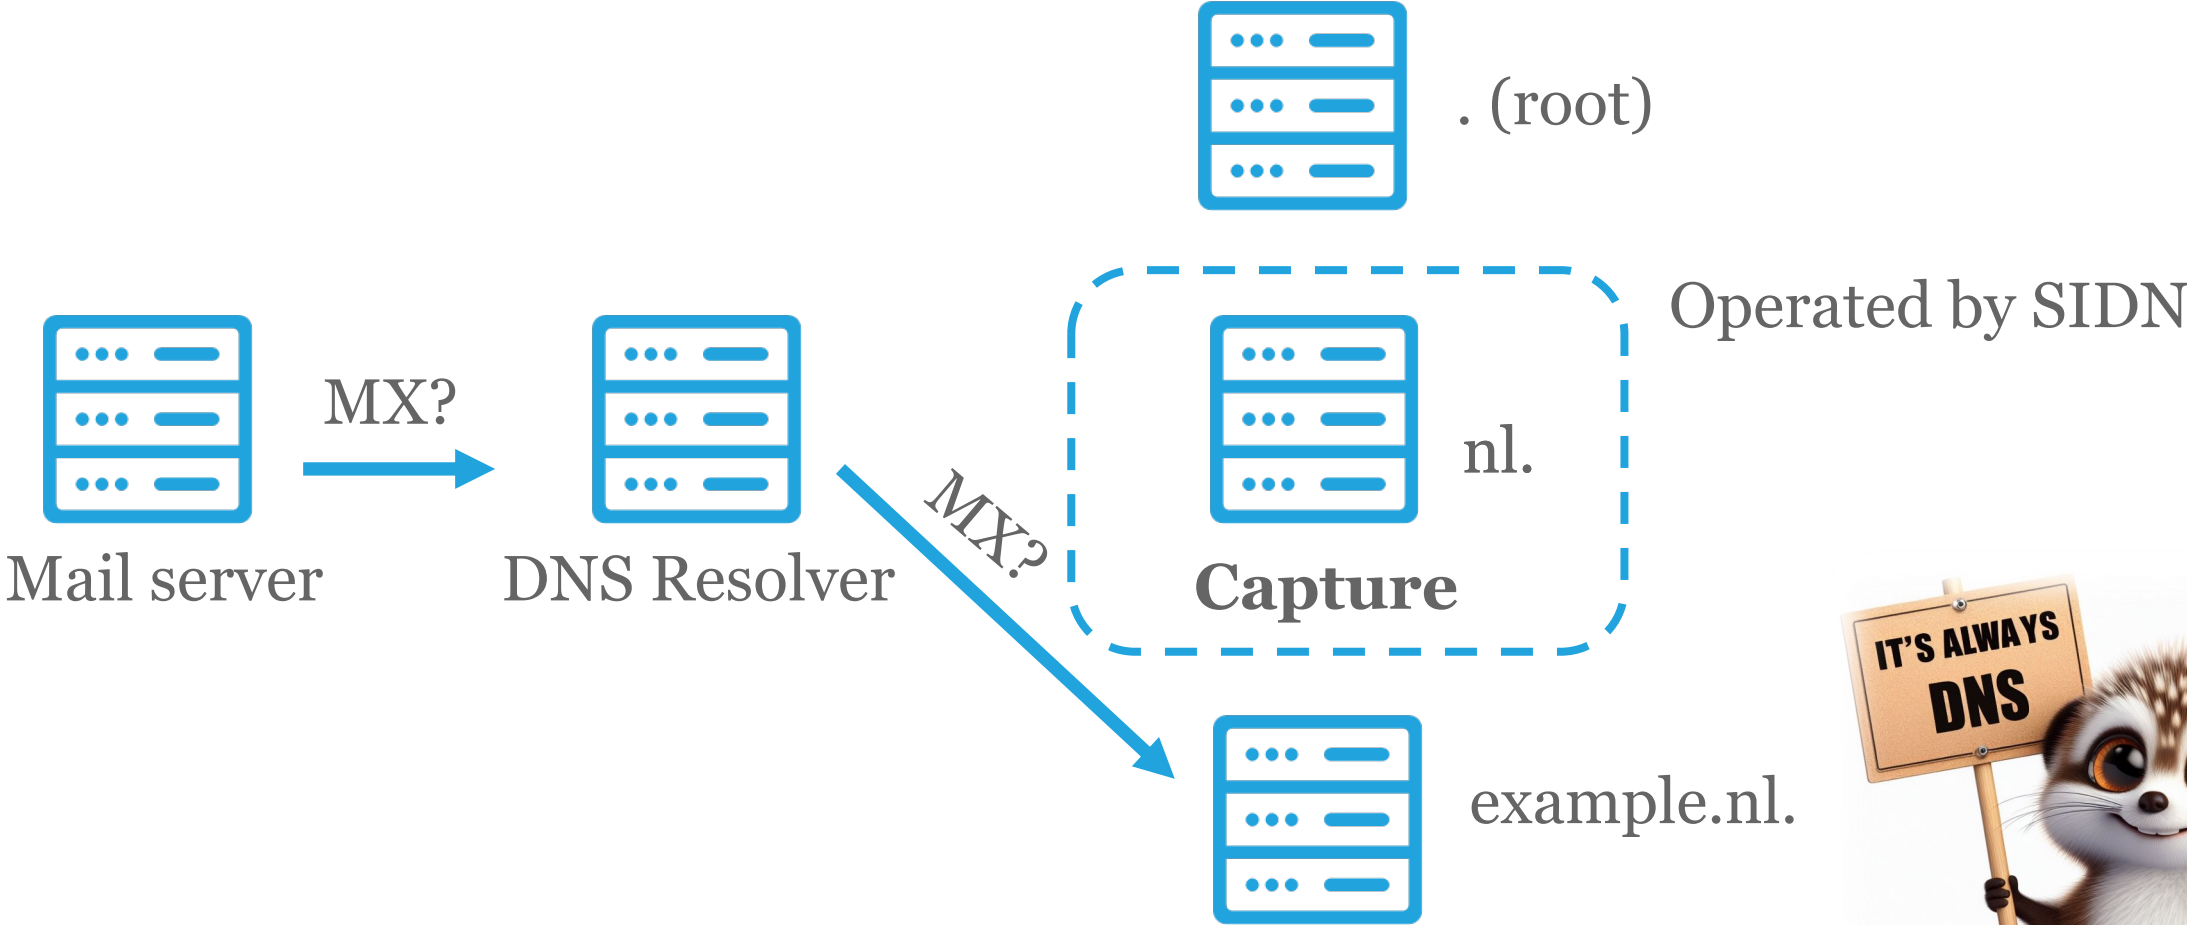 . (root)
Operated by SIDN
MX?
nl.
MX?
Mail server
DNS Resolver
Capture
IT'S ALWAYS
DNS
example.nl.